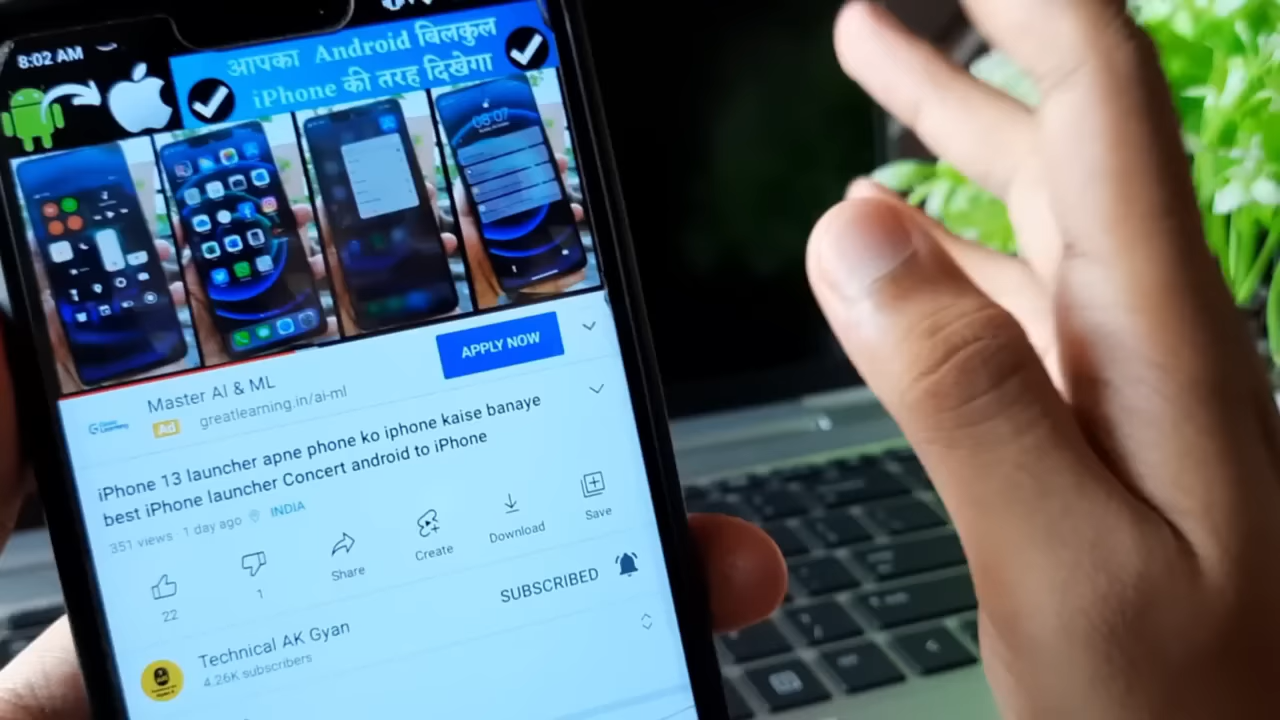 8:02 AM
आपका Android बिलकुल
iPhone की तरह दिखेगा
08:07
APPLY NOW
Master AI & ML
Ad greatlearning.in/ai-ml
iPhone 13 launcher apne phone ko iphone kaise banaye
best iPhone launcher Concert android to iPhone
351 views · 1 day ago INDIA
22
1
Share
Create
Download
Save
SUBSCRIBED
Technical AK Gyan
4.26K subscribers